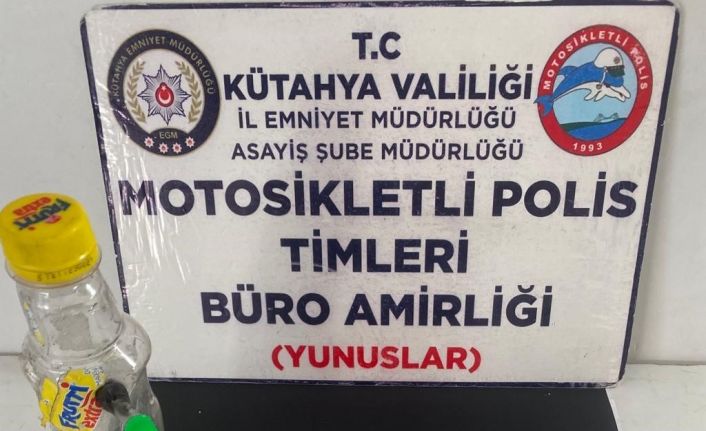 T.C
KÜTAHYA VALİLİĞİ
İL EMNİYET MÜDÜRLÜĞÜ
ASAYİŞ ŞUBE MÜDÜRLÜĞÜ
MOTOSİKLETLİ POLİS
TİMLERİ
BÜRO AMİRLİĞİ
(YUNUSLAR)
KÜTAHYA EMNİYET MÜDÜRLÜĞÜ
EGM
MOTOSİKLETLİ POLİS
1993
FRUTTI
extra
FRUTTI